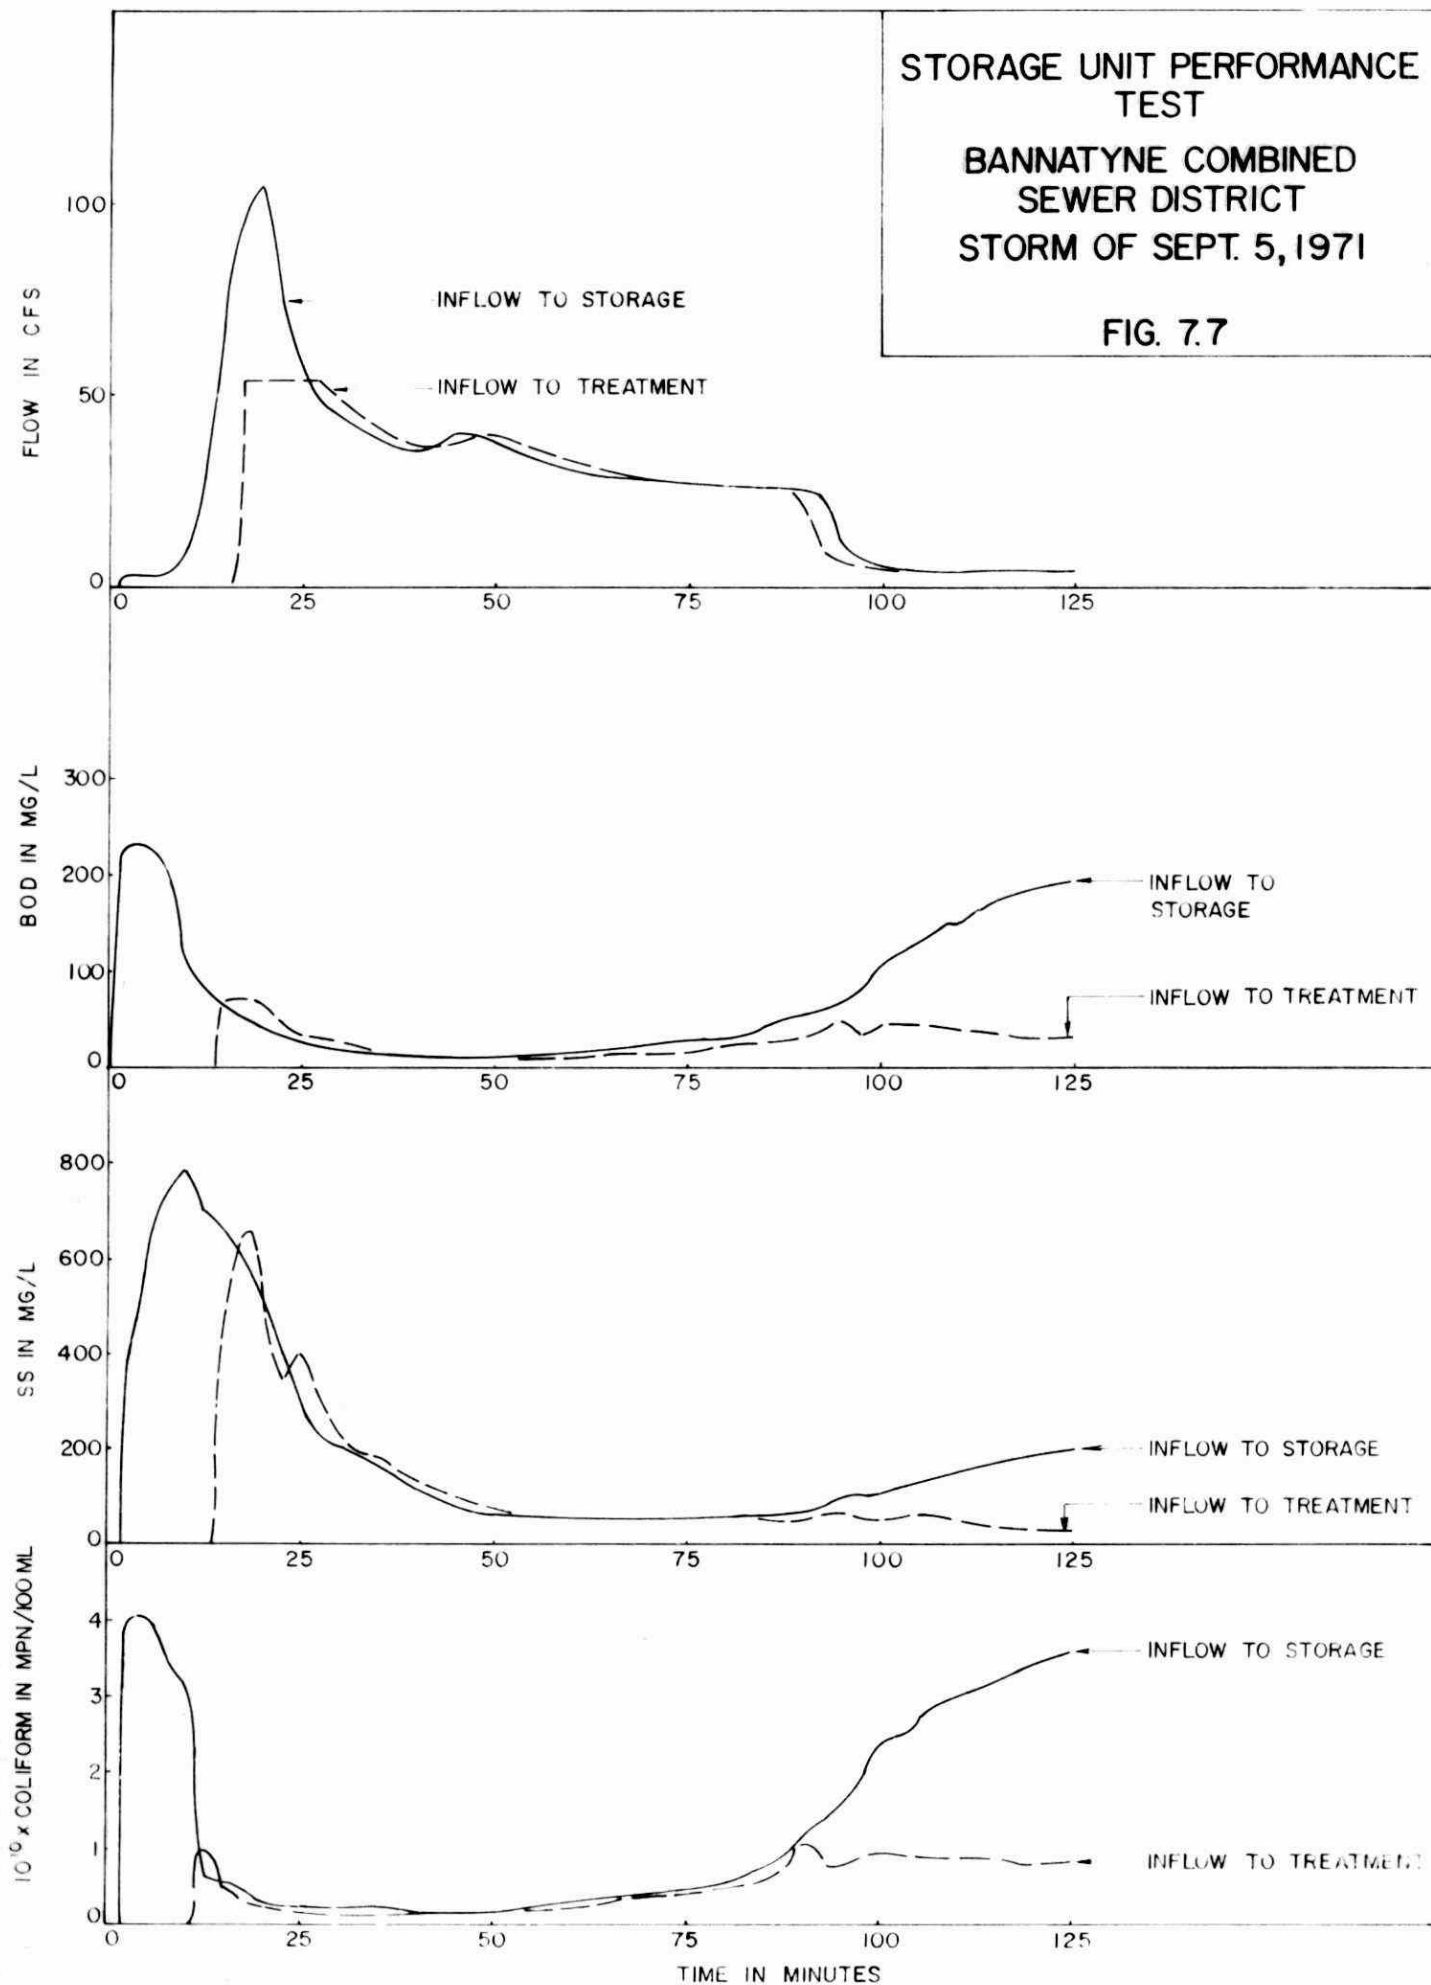 STORAGE UNIT PERFORMANCE
TEST
BANNATYNE COMBINED
SEWER DISTRICT
STORM OF SEPT. 5, 1971
FIG. 7.7
FLOW IN CFS
100
50
0
INFLOW TO STORAGE
INFLOW TO TREATMENT
0 25 50 75 100 125
BOD IN MG/L
300
200
100
0
INFLOW TO
STORAGE
INFLOW TO TREATMENT
0 25 50 75 100 125
SS IN MG/L
800
600
400
200
0
INFLOW TO STORAGE
INFLOW TO TREATMENT
0 25 50 75 100 125
10¹⁰ x COLIFORM IN MPN/100 ML
4
3
2
1
0
INFLOW TO STORAGE
INFLOW TO TREATMENT
0 25 50 75 100 125
TIME IN MINUTES